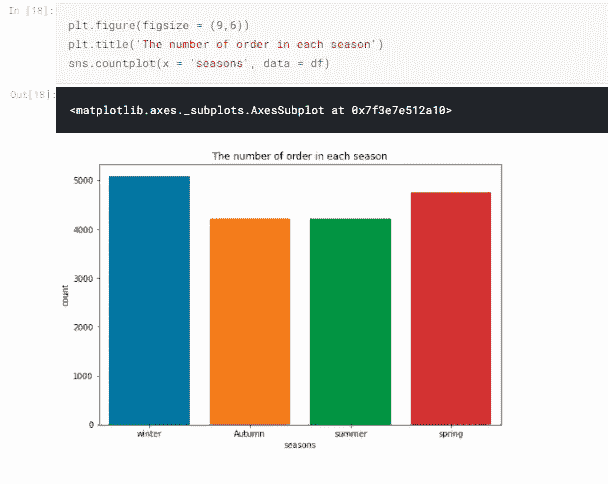 In [18]:
plt.figure(figsize = (9,6))
plt.title('The number of order in each season')
sns.countplot(x = 'seasons', data = df)
Out[18]:
<matplotlib.axes._subplots.AxesSubplot at 0x7f3e7e512a10>
The number of order in each season
5000
4000
3000
2000
1000
0
count
winter Autumn summer spring
seasons